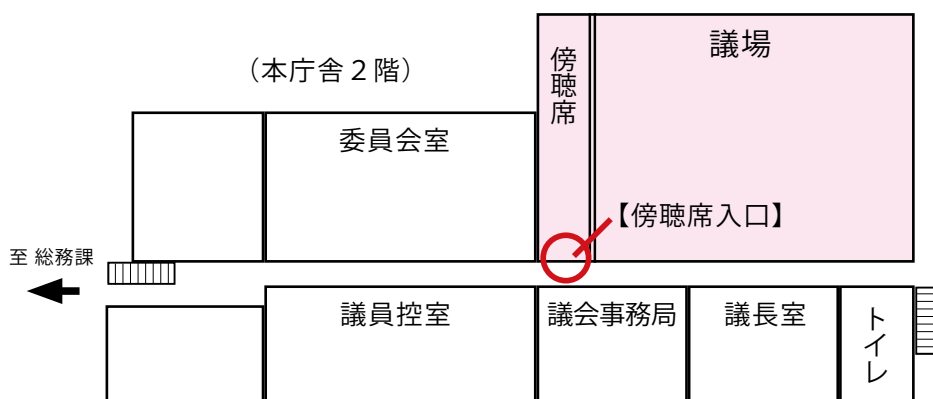 議場
傍聴席
（本庁舎２階）
委員会室
【傍聴席入口】
至 総務課
議員控室
議会事務局
議長室
トイレ